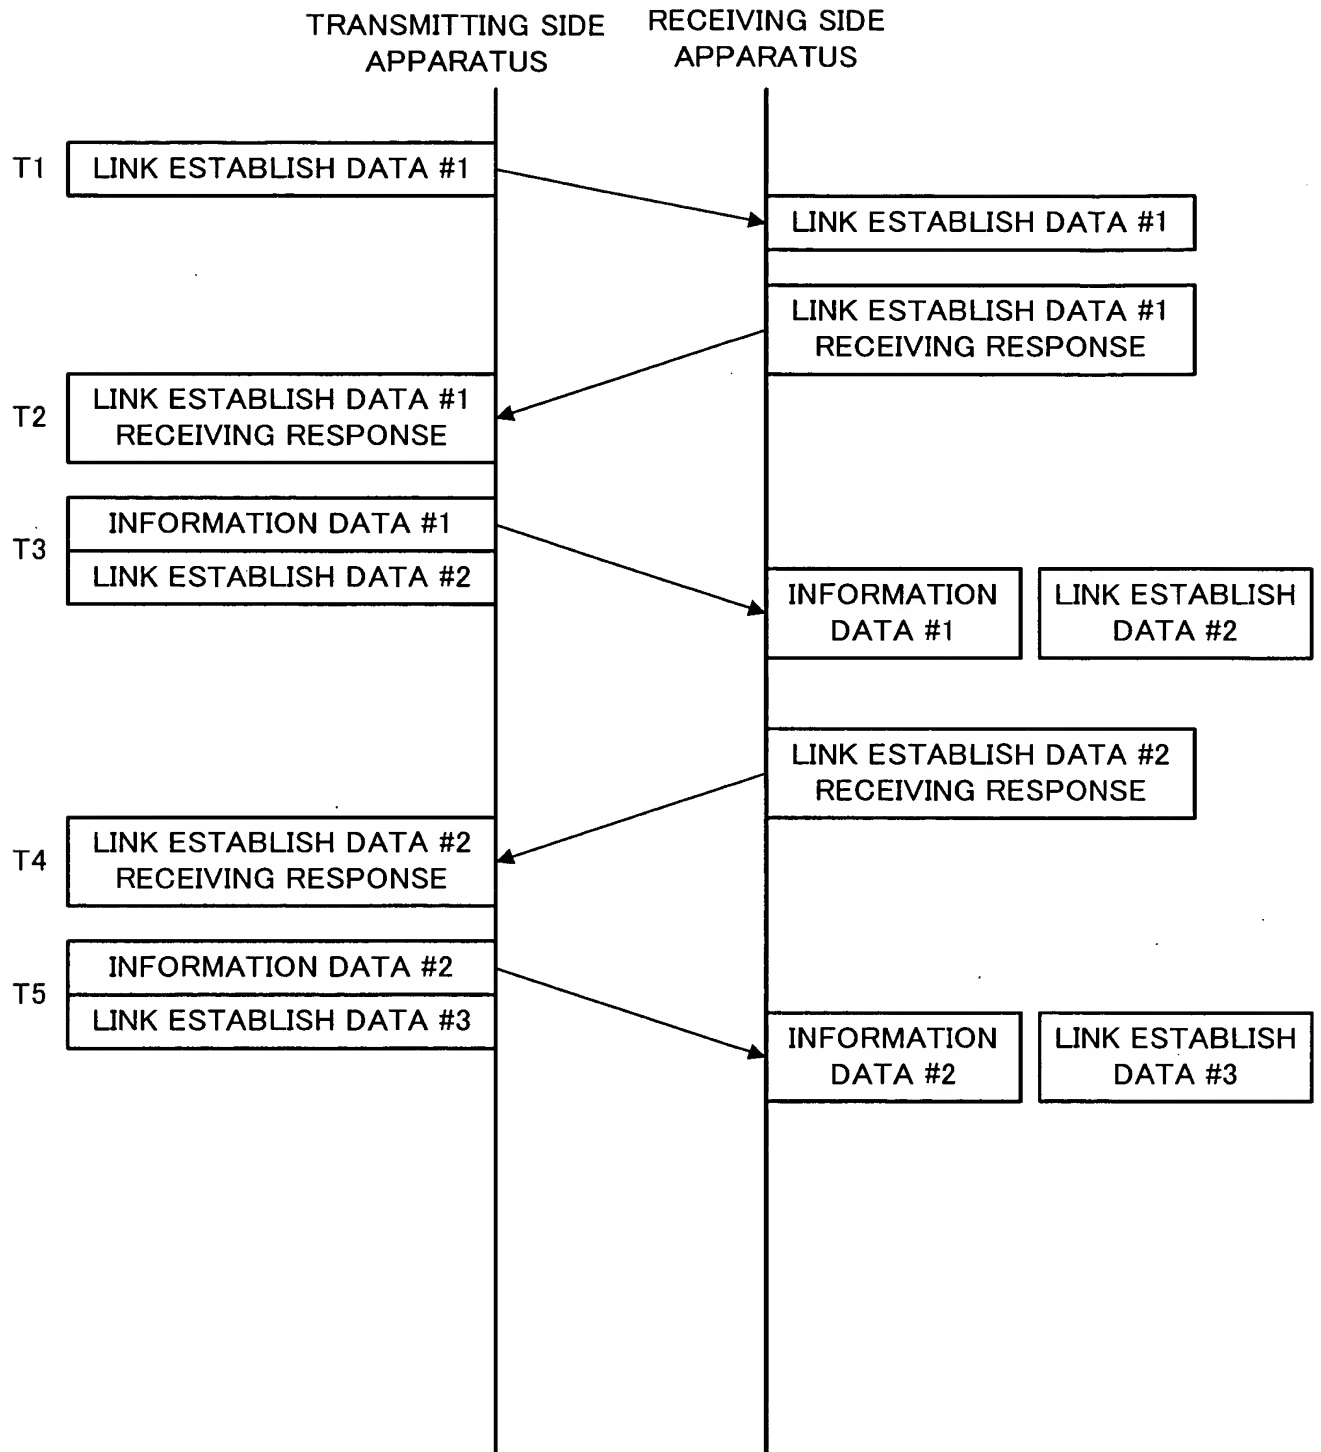 TRANSMITTING SIDE
APPARATUS
RECEIVING SIDE
APPARATUS
T1
LINK ESTABLISH DATA #1
LINK ESTABLISH DATA #1
LINK ESTABLISH DATA #1
RECEIVING RESPONSE
T2
LINK ESTABLISH DATA #1
RECEIVING RESPONSE
T3
INFORMATION DATA #1
LINK ESTABLISH DATA #2
INFORMATION
DATA #1
LINK ESTABLISH
DATA #2
LINK ESTABLISH DATA #2
RECEIVING RESPONSE
T4
LINK ESTABLISH DATA #2
RECEIVING RESPONSE
T5
INFORMATION DATA #2
LINK ESTABLISH DATA #3
INFORMATION
DATA #2
LINK ESTABLISH
DATA #3